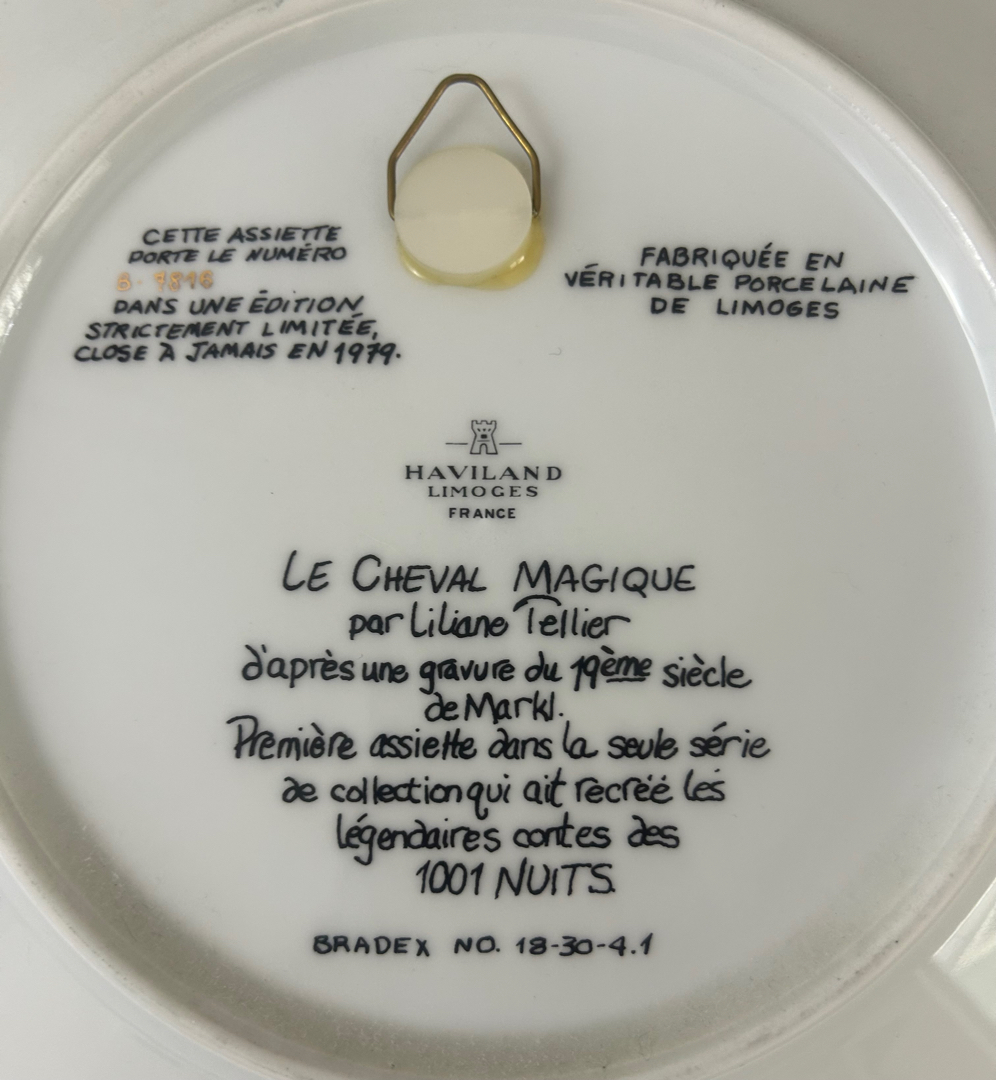 CETTE ASSIETTE
PORTE LE NUMÉRO
DANS UNE ÉDITION
STRICTEMENT LIMITÉE,
CLOSE À JAMAIS EN 1979.
FABRIQUÉE EN
VÉRITABLE PORCELAINE
DE LIMOGES
HAVILAND
LIMOGES
FRANCE
LE CHEVAL MAGIQUE
par Liliane Tellier
d'après une gravure du 19ème siècle
de Markl.
Première assiette dans la seule série
de collection qui ait recréé les
légendaires contes des
1001 NUITS.
BRADEX NO. 18-30-4.1